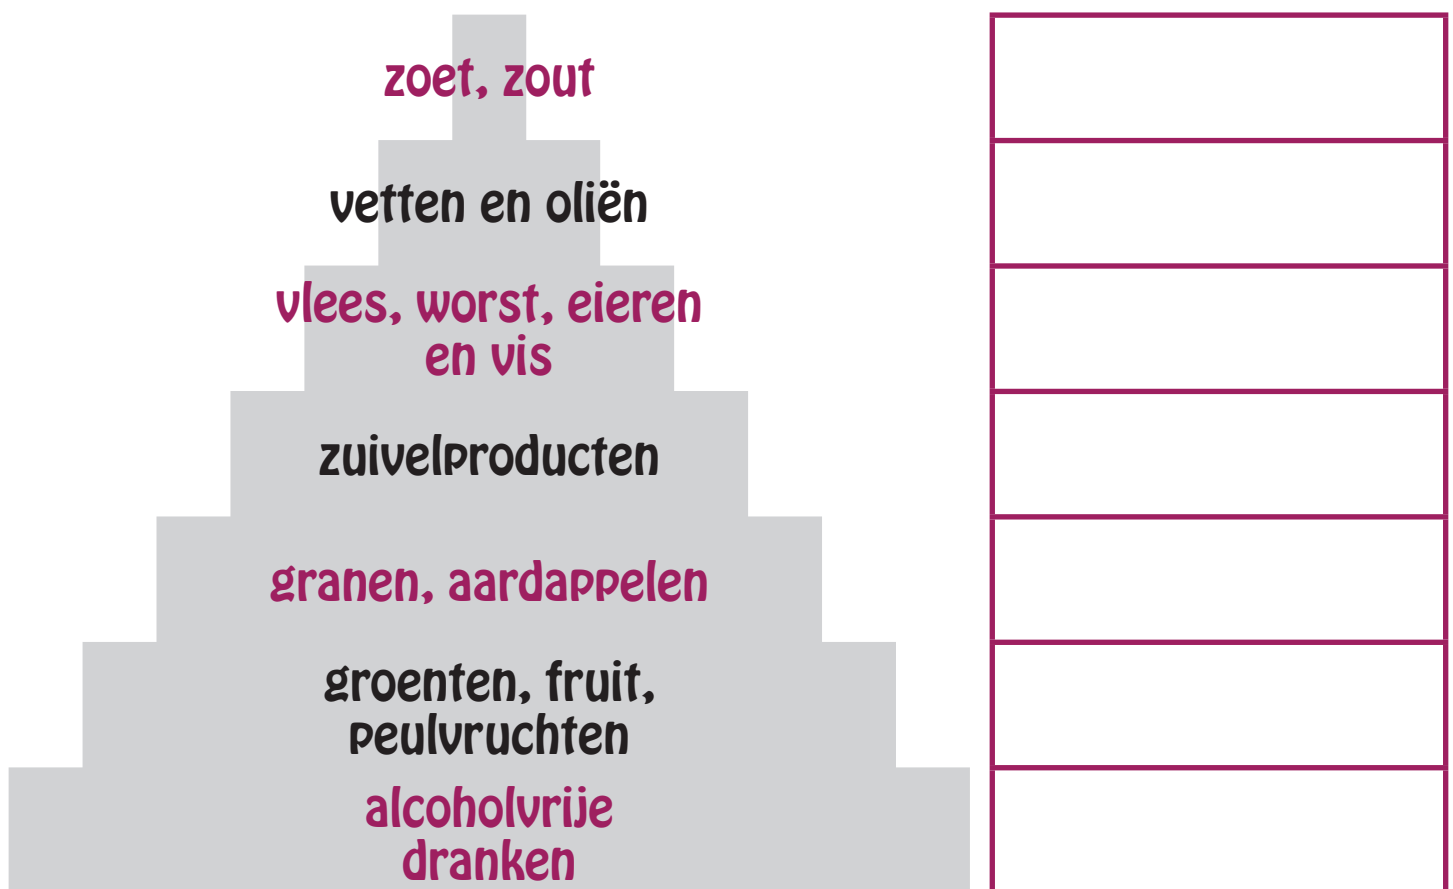 zoet, zout
vetten en oliën
vlees, worst, eieren
en vis
zuivelproducten
granen, aardappelen
groenten, fruit,
peulvruchten
alcoholvrije
dranken